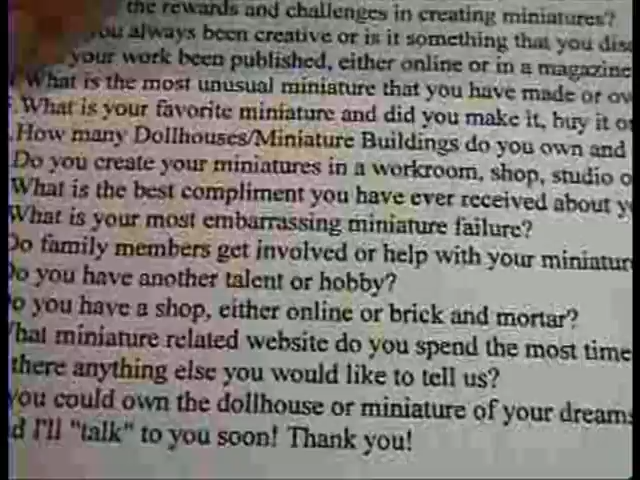 the rewards and challenges in creating miniatures?
you always been creative or is it something that you
your work been published, either online or in a magazine
What is the most unusual miniature that you have made or
.What is your favorite miniature and did you make it, buy it
.How many Dollhouses/Miniature Buildings do you own and
Do you create your miniatures in a workroom, shop, studio
What is the best compliment you have ever received about
What is your most embarrassing miniature failure?
Do family members get involved or help with your
Do you have another talent or hobby?
o you have a shop, either online or brick and mortar?
hat miniature related website do you spend the most time
there anything else you would like to tell us?
you could own the dollhouse or miniature of your dreams
d I'll "talk" to you soon! Thank you!